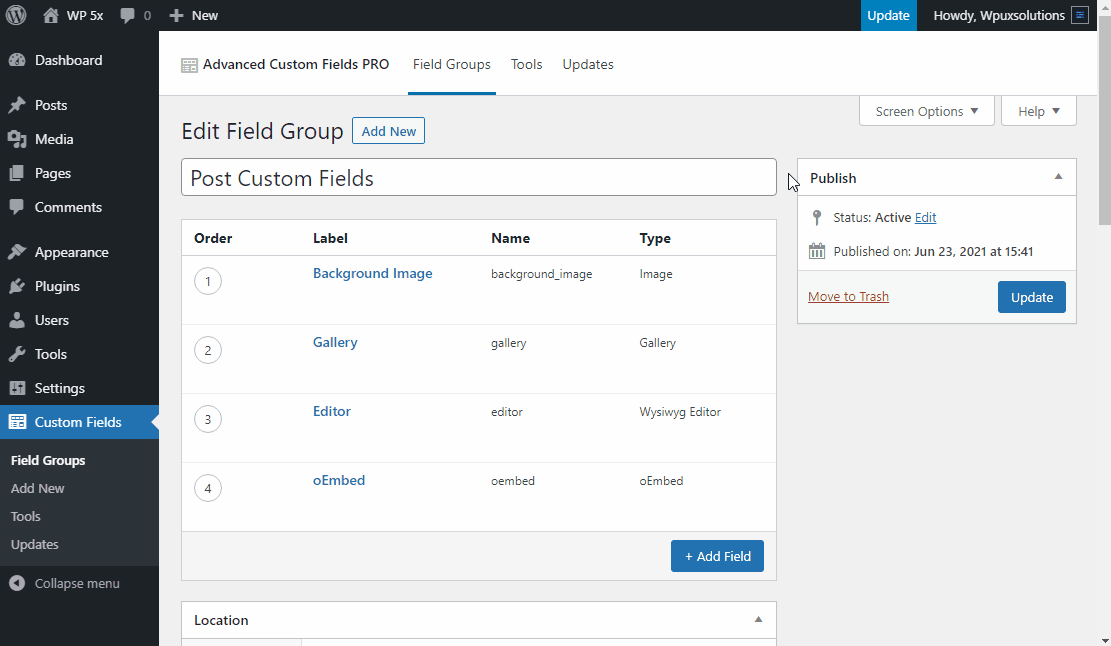 WP 5x 0 New Update Howdy, Wpuxsolutions
Dashboard
Posts
Media
Pages
Comments
Appearance
Plugins
Users
Tools
Settings
Custom Fields
Field Groups
Add New
Tools
Updates
Collapse menu
Advanced Custom Fields PRO Field Groups Tools Updates
Screen Options Help
Edit Field Group Add New
Post Custom Fields
Order Label Name Type
1 Background Image background_image Image
2 Gallery gallery Gallery
3 Editor editor Wysiwyg Editor
4 oEmbed oembed oEmbed
+ Add Field
Location
Publish
Status: Active Edit
Published on: Jun 23, 2021 at 15:41
Move to Trash Update